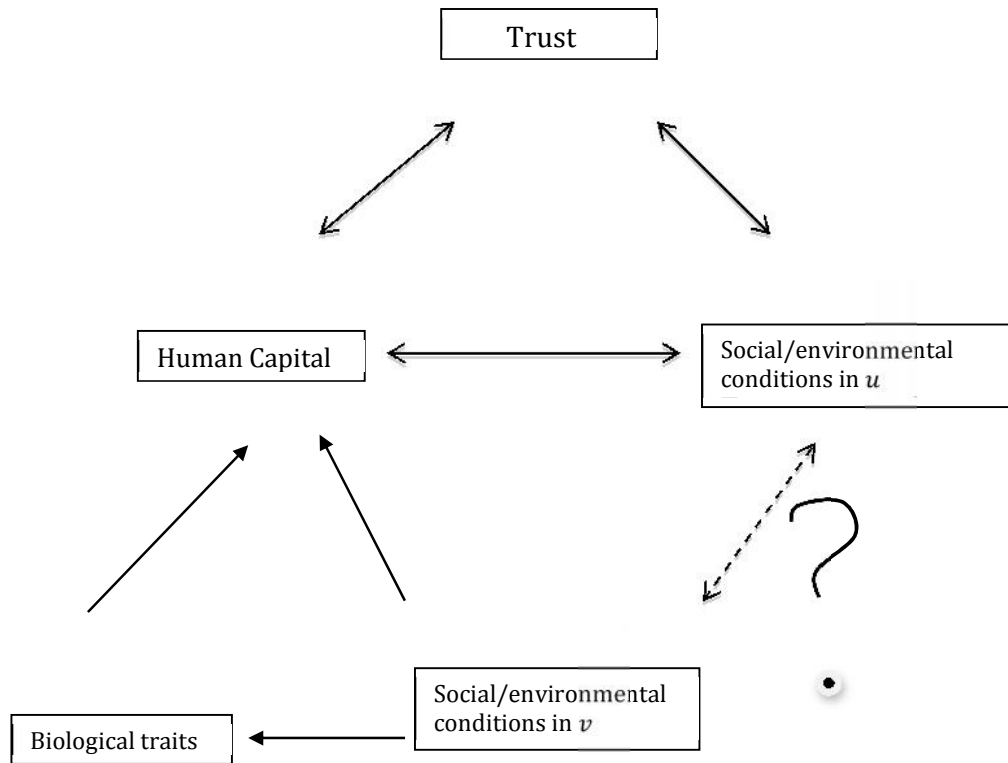 Trust
Human Capital
Social/environmental
conditions in u
?
Social/environmental
conditions in v
Biological traits